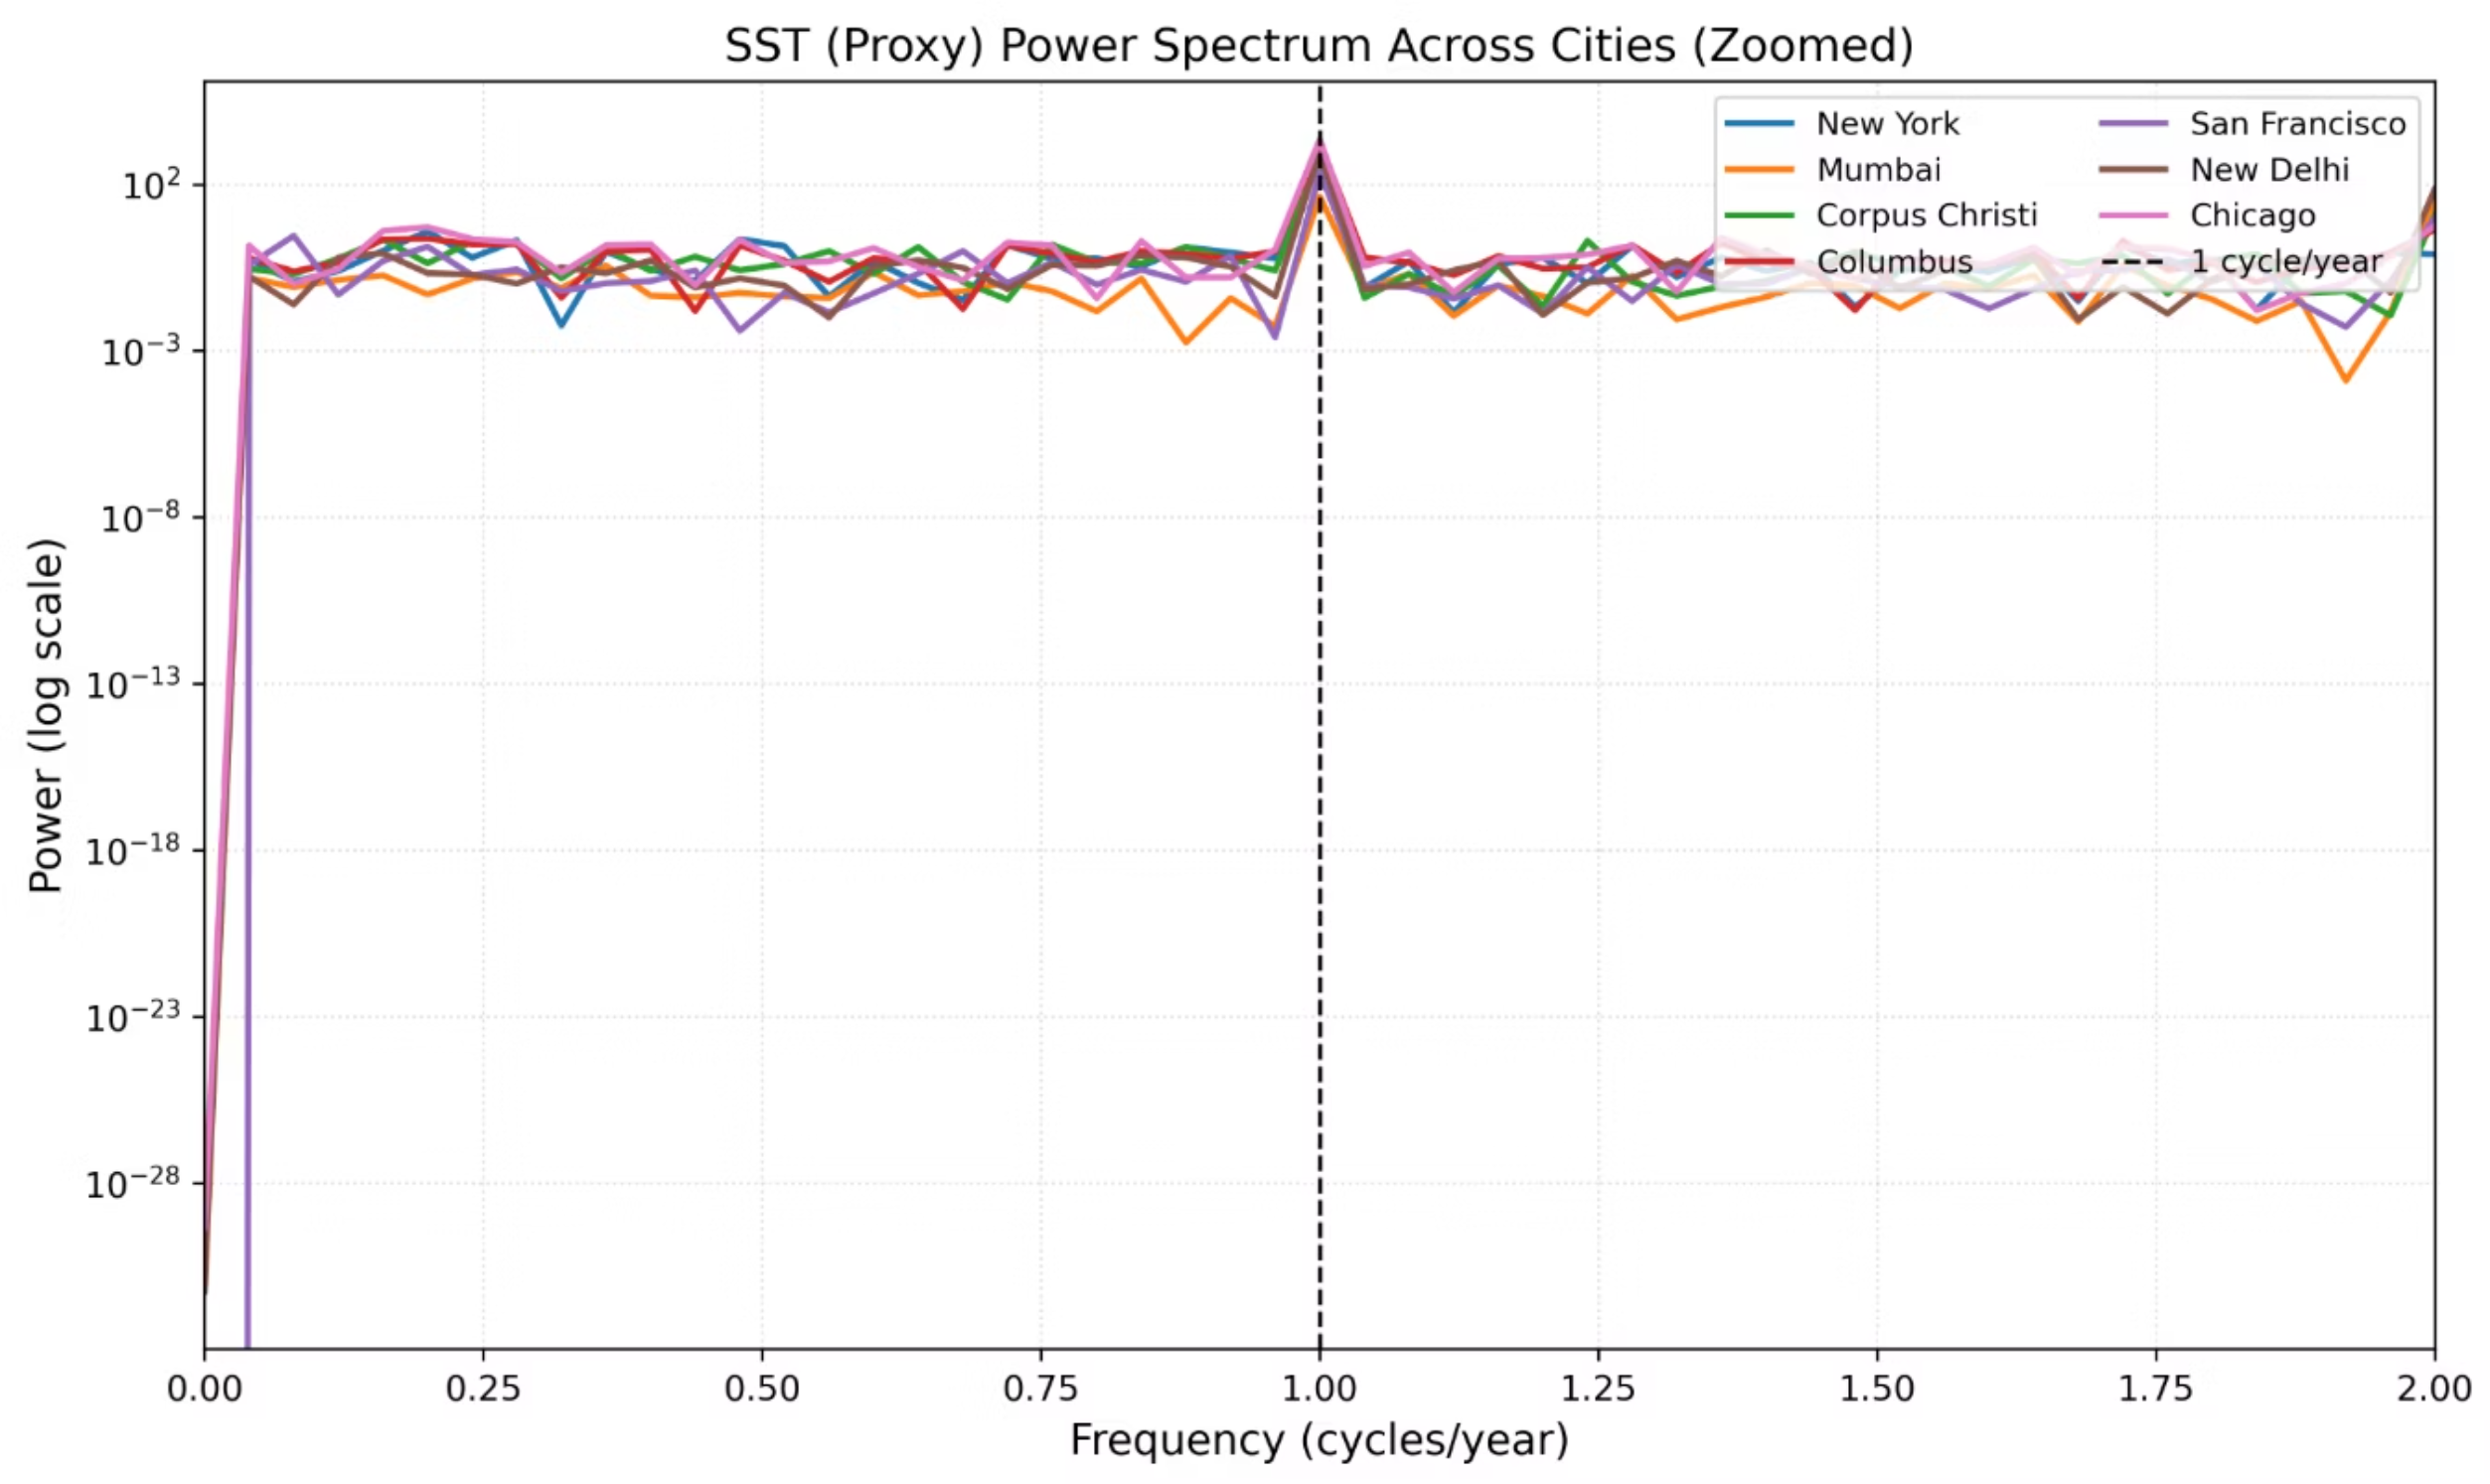 SST (Proxy) Power Spectrum Across Cities (Zoomed)
Power (log scale)
10²
10⁻³
10⁻⁸
10⁻¹³
10⁻¹⁸
10⁻²³
10⁻²⁸
New York
Mumbai
Corpus Christi
Columbus
San Francisco
New Delhi
Chicago
1 cycle/year
0.00 0.25 0.50 0.75 1.00 1.25 1.50 1.75 2.00
Frequency (cycles/year)